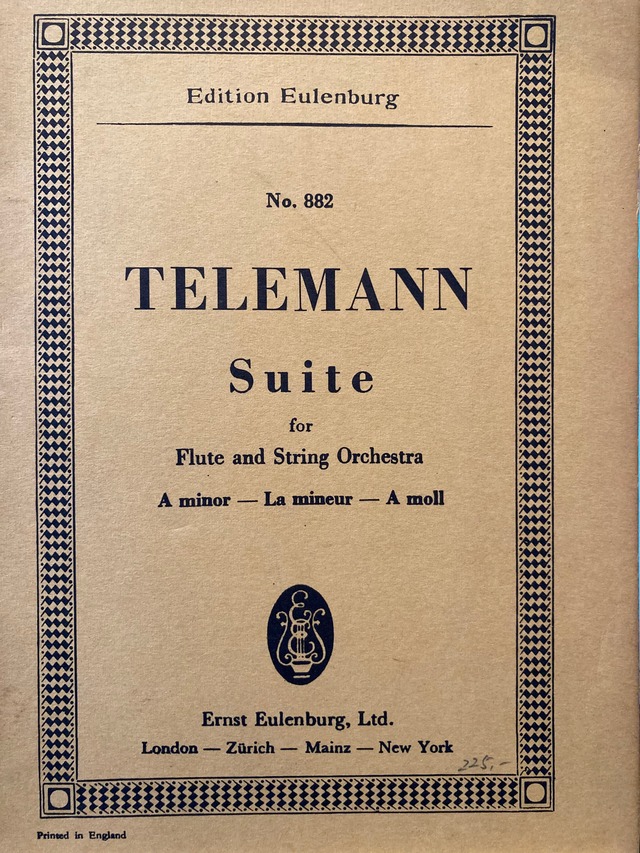 Edition Eulenburg
No. 882
TELEMANN
Suite
for
Flute and String Orchestra
A minor — La mineur — A moll
Ernst Eulenburg, Ltd.
London — Zürich — Mainz — New York
225,-
Printed in England